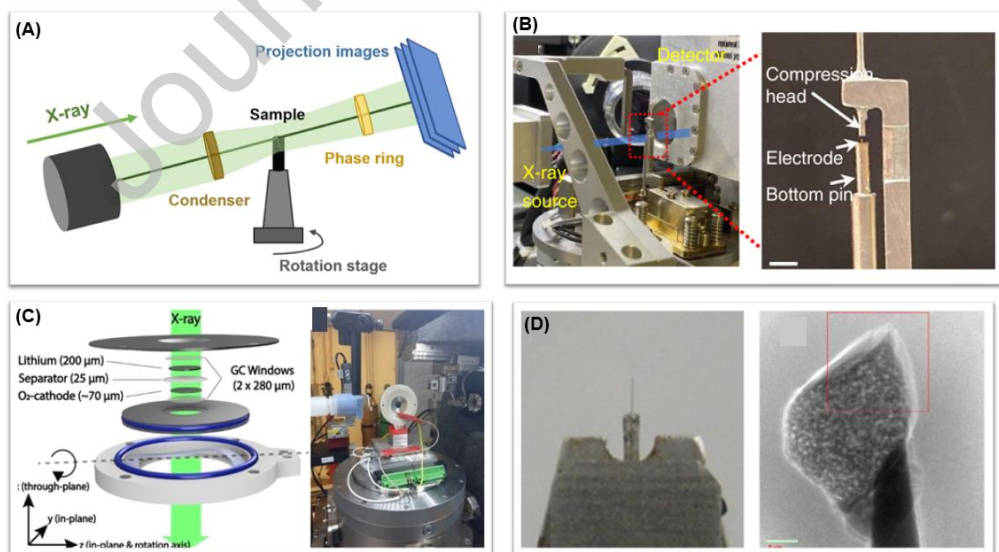 Jour
(A)
Projection images
X-ray
Sample
Phase ring
Condenser
Rotation stage
(B)
Detector
X-ray
source
Compression
head
Electrode
Bottom pin
(C)
X-ray
Lithium (200 µm)
Separator (25 µm)
O₂-cathode (~70 µm)
GC Windows
(2 x 280 µm)
: (through-plane)
y (in-plane)
z (in-plane & rotation axis)
(D)